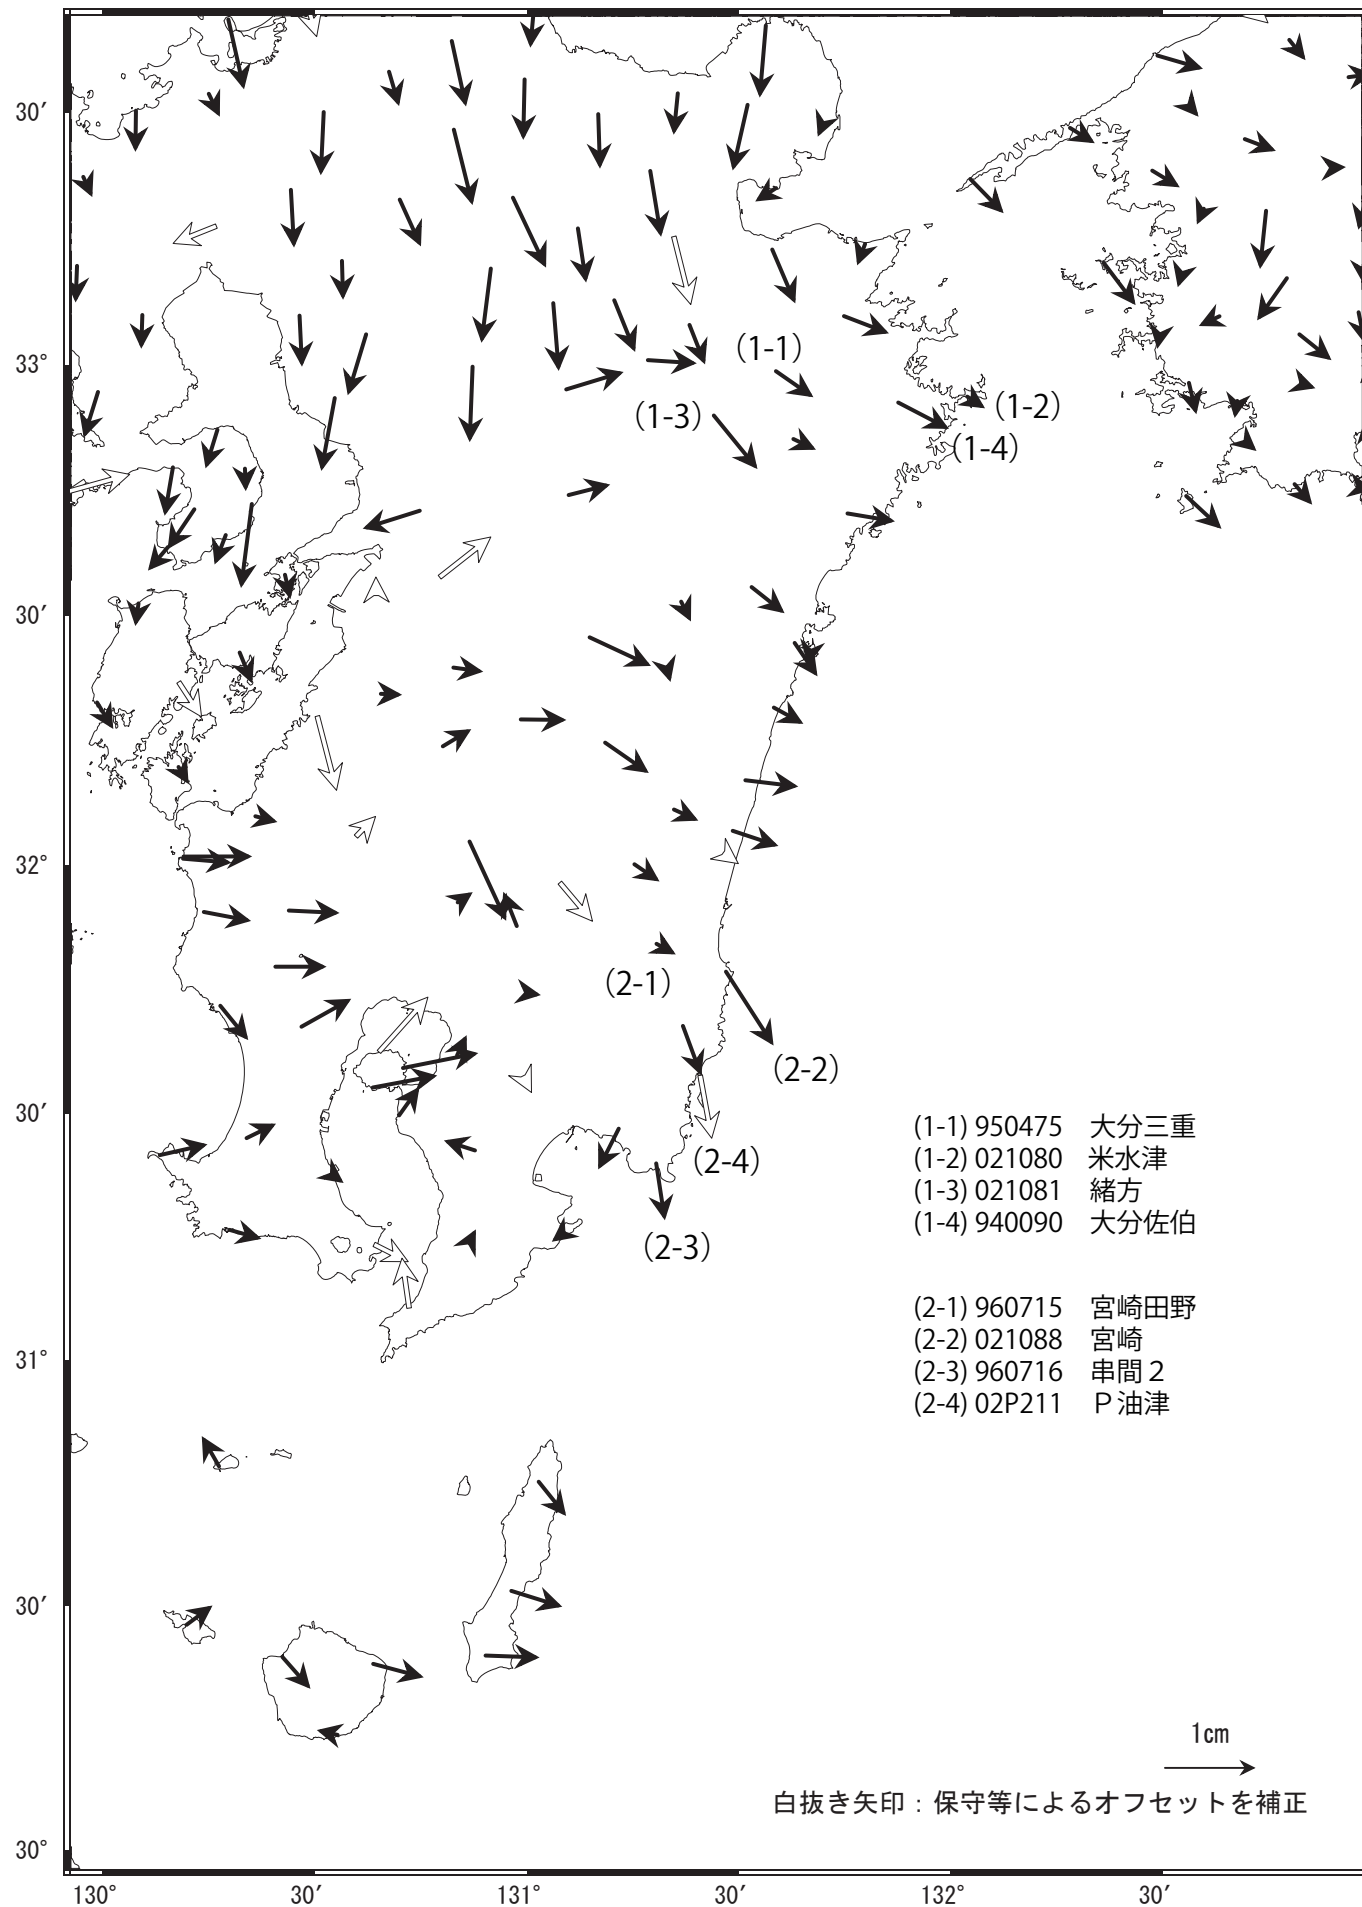 30′
33°
30′
32°
30′
31°
30′
30°
(1-1)
(1-2)
(1-3)
(1-4)
(2-1)
(2-2)
(2-4)
(2-3)
(1-1) 950475 大分三重
(1-2) 021080 米水津
(1-3) 021081 緒方
(1-4) 940090 大分佐伯
(2-1) 960715 宮崎田野
(2-2) 021088 宮崎
(2-3) 960716 串間２
(2-4) 02P211 Ｐ油津
1cm
白抜き矢印：保守等によるオフセットを補正
130° 30′ 131° 30′ 132° 30′